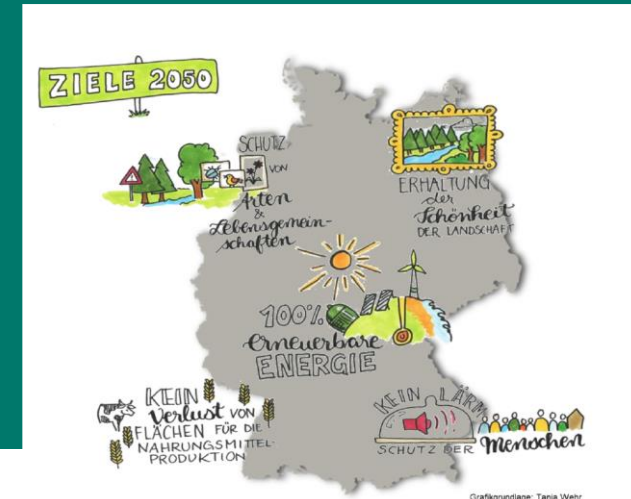 ZIELE 2050
SCHUTZ
VON
Arten
&
Lebensgemein-
schaften
ERHALTUNG
der
Schönheit
DER LANDSCHAFT
100%
erneuerbare
ENERGIE
KEIN
Verlust VON
FLÄCHEN FÜR DIE
NAHRUNGSMITTEL-
PRODUKTION
KEIN LÄRM
SCHUTZ DER Menschen
Grafikgrundlage: Tanja Wehr